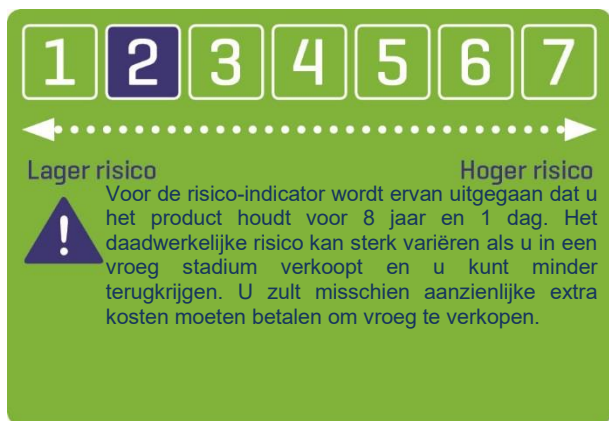 1 2 3 4 5 6 7
Lager risico Hoger risico
Voor de risico-indicator wordt ervan uitgegaan dat u
het product houdt voor 8 jaar en 1 dag. Het
daadwerkelijke risico kan sterk variëren als u in een
vroeg stadium verkoopt en u kunt minder
terugkrijgen. U zult misschien aanzienlijke extra
kosten moeten betalen om vroeg te verkopen.